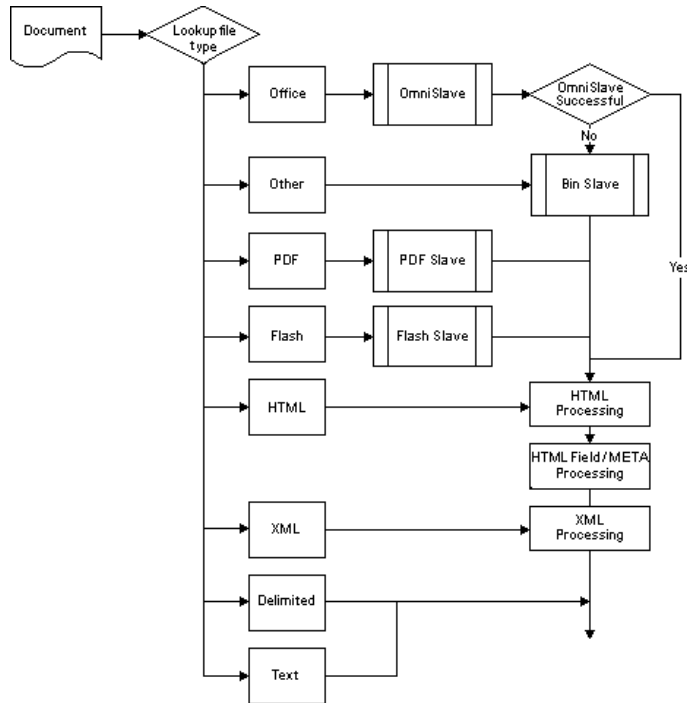 Document
Lookup file
type
Office
OmniSlave
OmniSlave
Successful
No
Other
Bin Slave
PDF
PDF Slave
Yes
Flash
Flash Slave
HTML
HTML
Processing
HTML Field/META
Processing
XML
XML
Processing
Delimited
Text